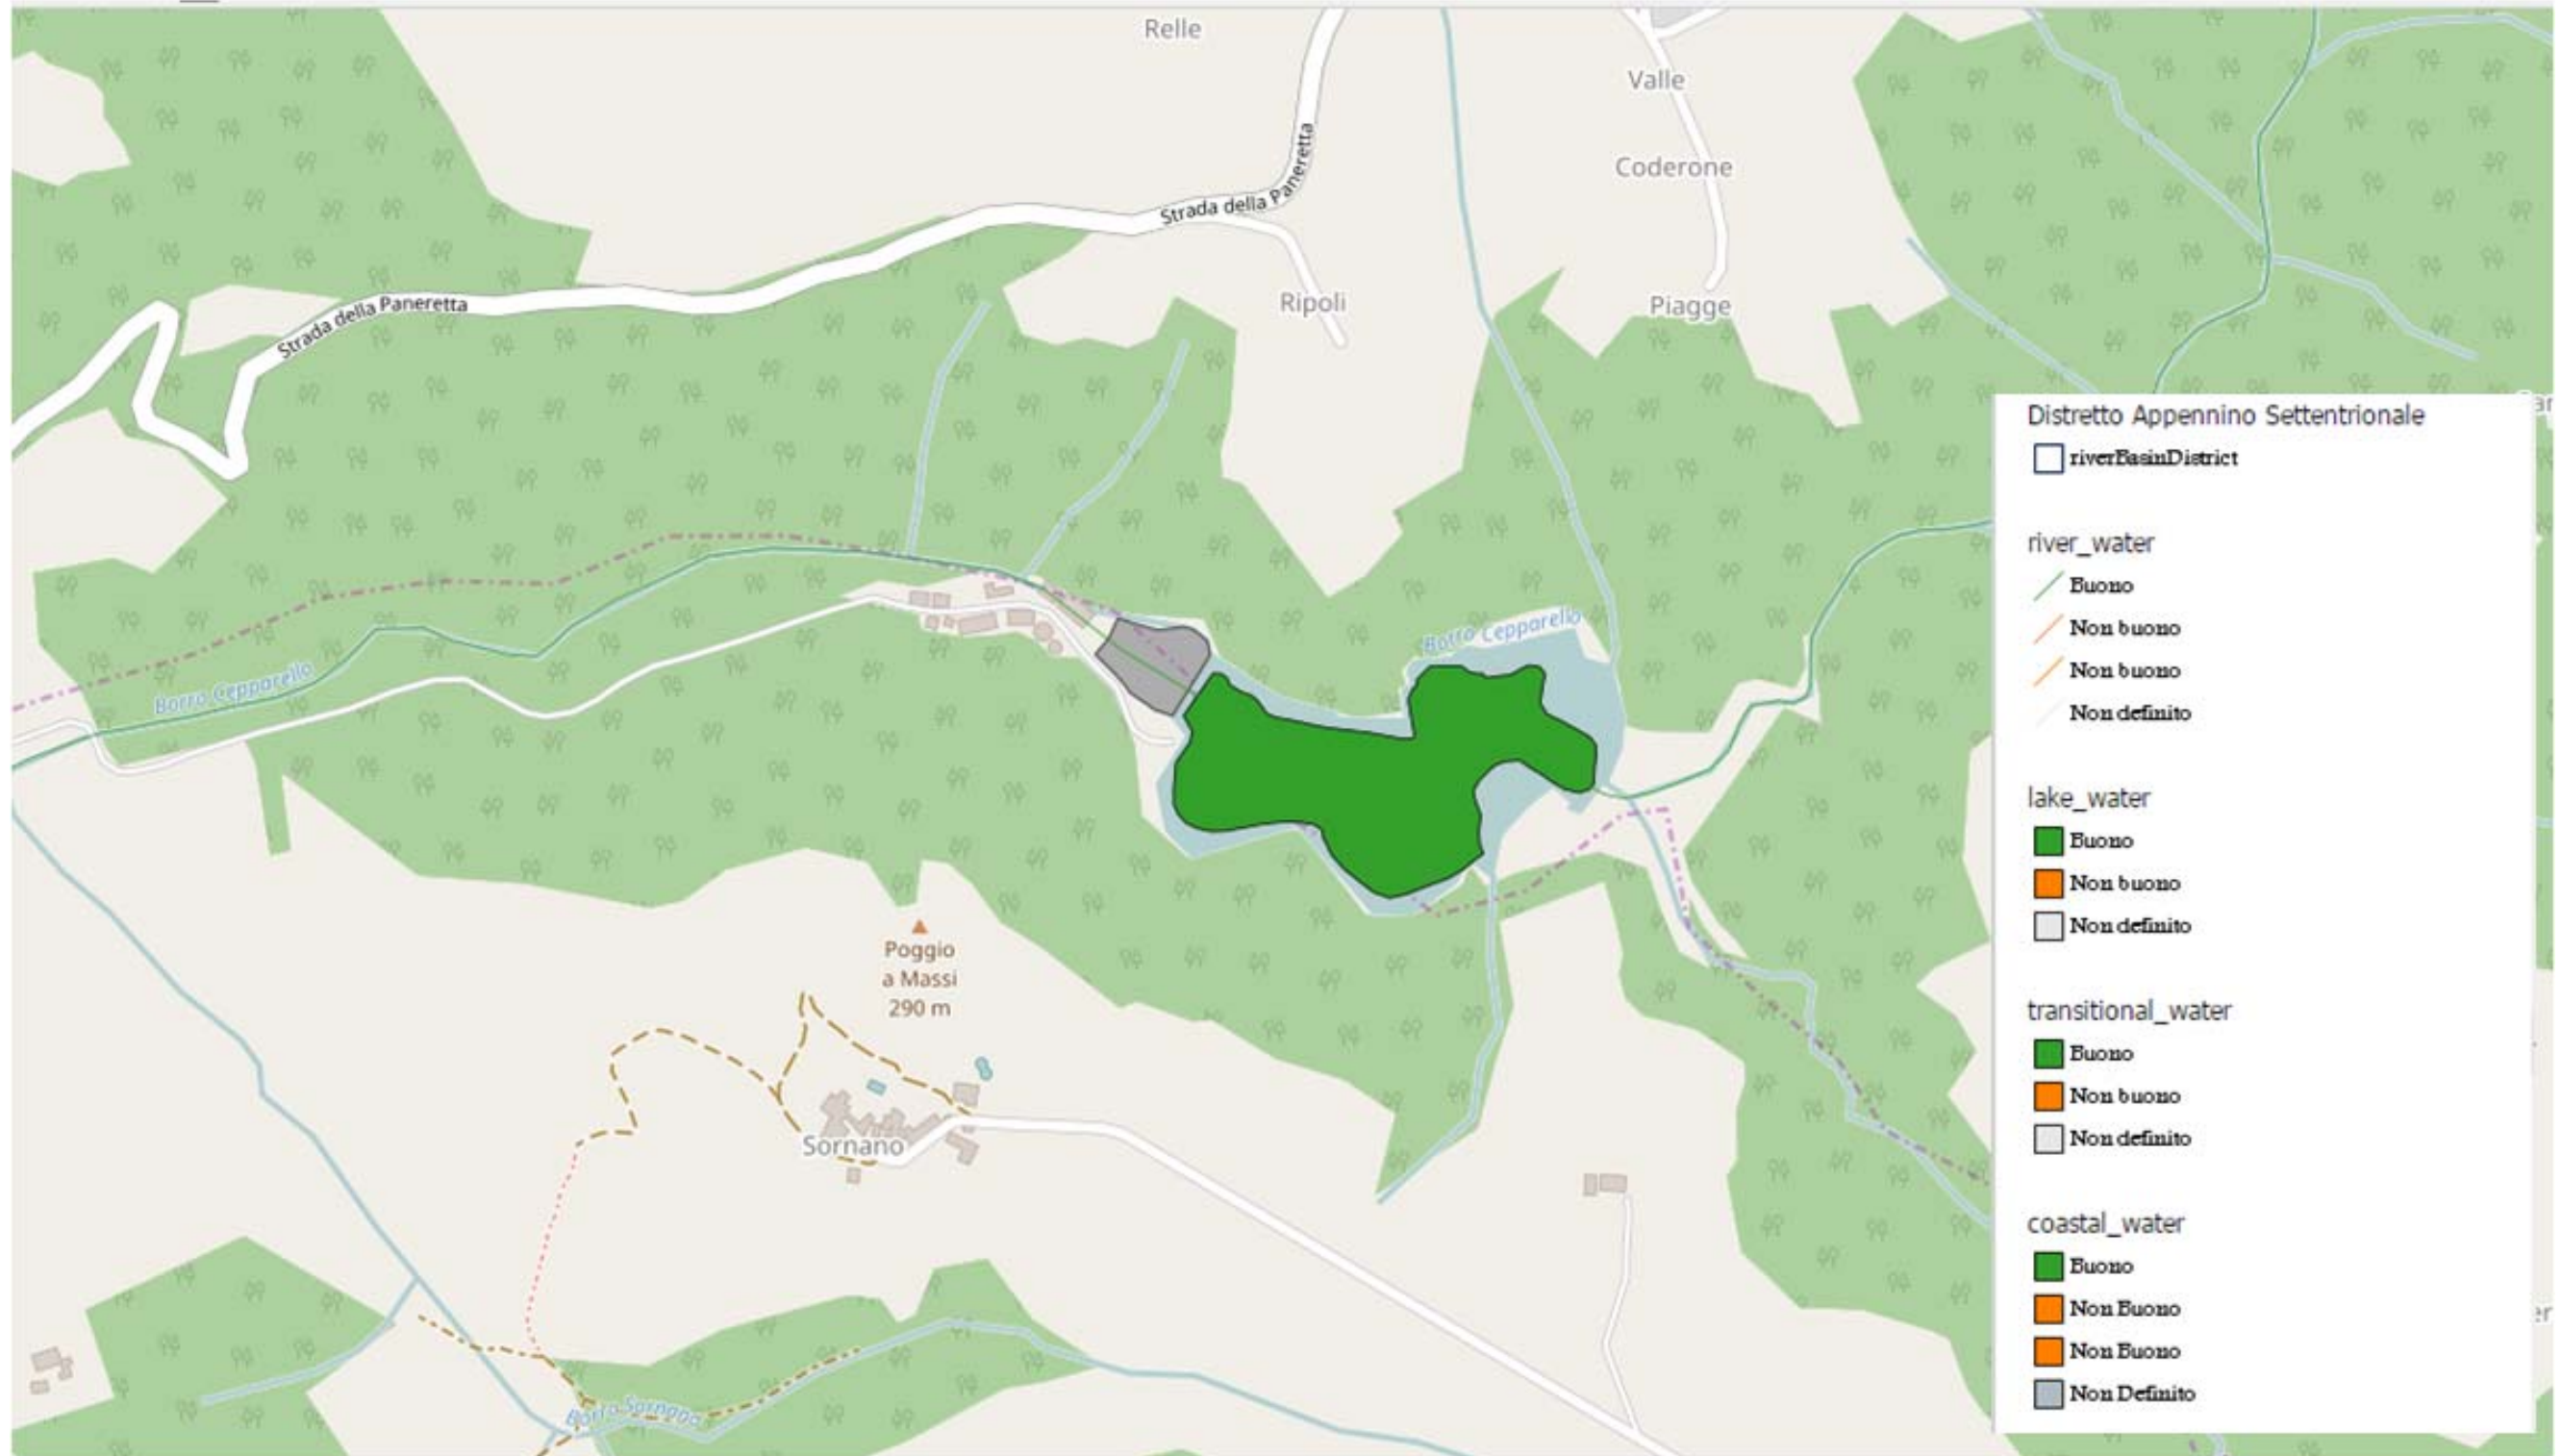 Relle
Valle
Coderone
Strada della Paneretta
Ripoli
Piagge
Strada della Paneretta
Borro Cepparello
Borro Cepparello
Poggio
a Massi
290 m
Sornano
Borro Sornano
Distretto Appennino Settentrionale
riverBasinDistrict
river_water
Buono
Non buono
Non buono
Non definito
lake_water
Buono
Non buono
Non definito
transitional_water
Buono
Non buono
Non definito
coastal_water
Buono
Non Buono
Non Buono
Non Definito